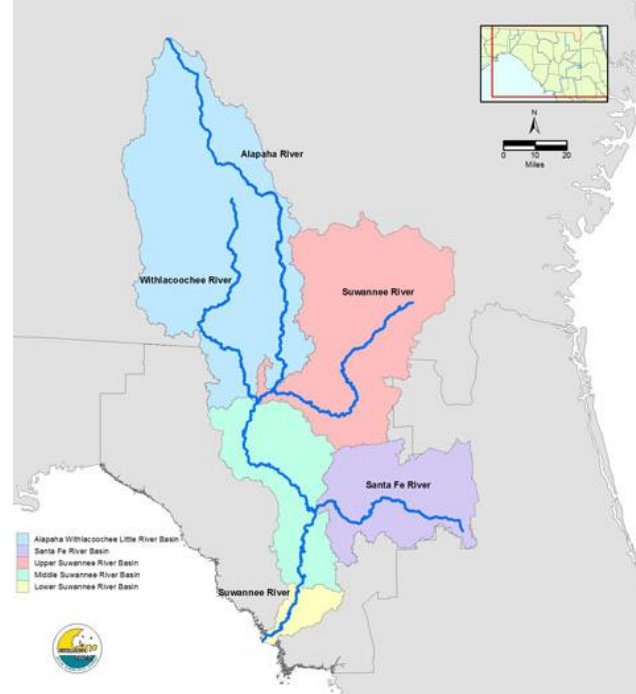 N
0 10 20
Miles
Alapaha River
Withlacoochee River
Suwannee River
Santa Fe River
Alapaha Withlacoochee Little River Basin
Santa Fe River Basin
Upper Suwannee River Basin
Middle Suwannee River Basin
Lower Suwannee River Basin
Suwannee River